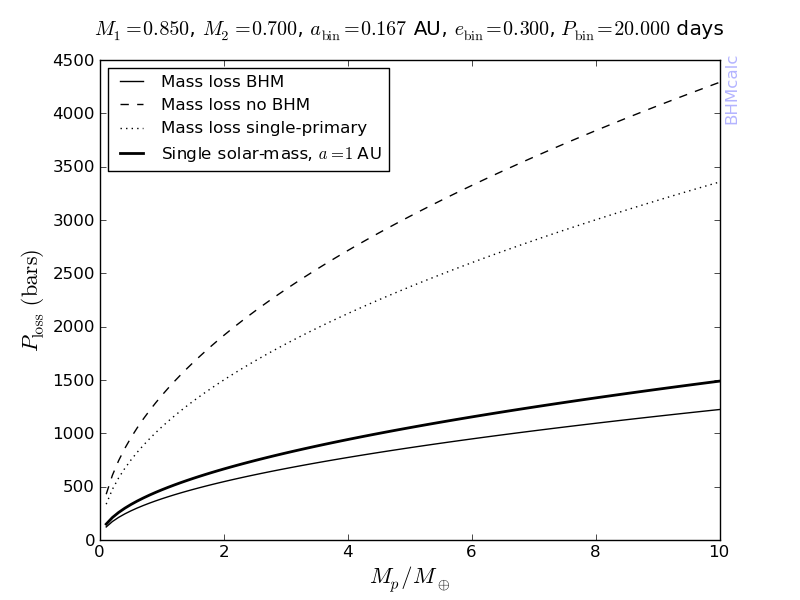 M₁=0.850, M₂=0.700, a_bin=0.167 AU, e_bin=0.300, P_bin=20.000 days
BHMcalc
Mass loss BHM
Mass loss no BHM
Mass loss single-primary
Single solar-mass, a=1 AU
4500
4000
3500
3000
2500
2000
1500
1000
500
0
P_loss (bars)
0 2 4 6 8 10
M_p/M_⊕